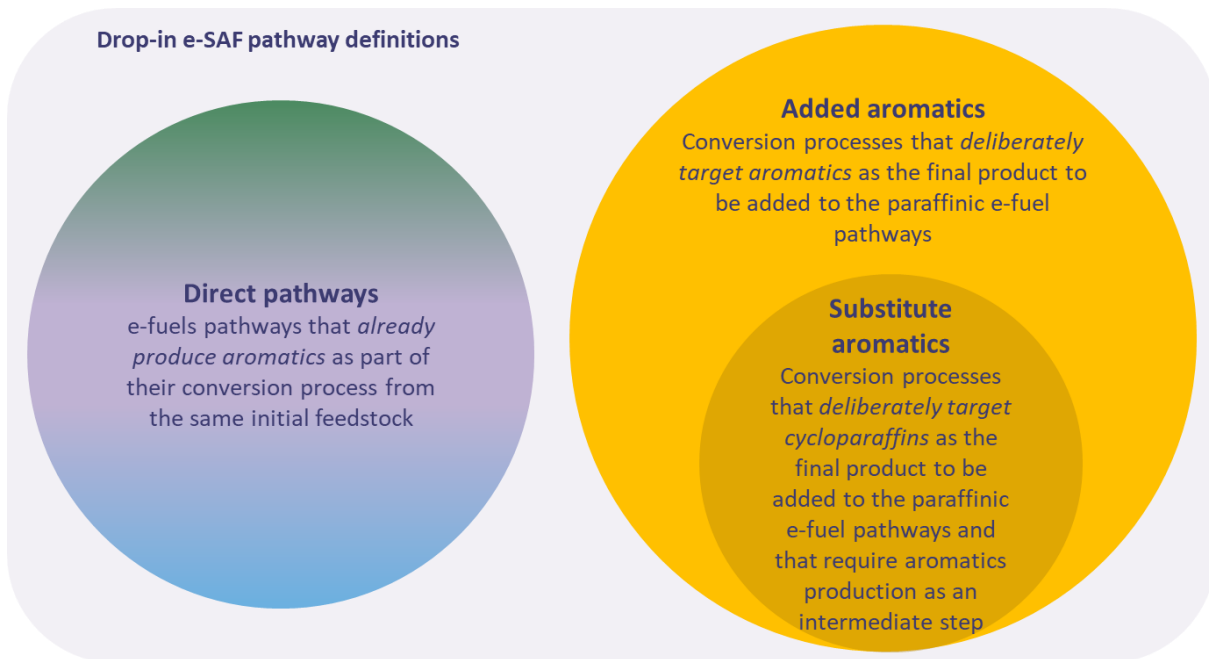 Drop-in e-SAF pathway definitions
Direct pathways
e-fuels pathways that already
produce aromatics as part of
their conversion process from
the same initial feedstock
Added aromatics
Conversion processes that deliberately
target aromatics as the final product to
be added to the paraffinic e-fuel
pathways
Substitute
aromatics
Conversion processes
that deliberately target
cycloparaffins as the
final product to be
added to the paraffinic
e-fuel pathways and
that require aromatics
production as an
intermediate step